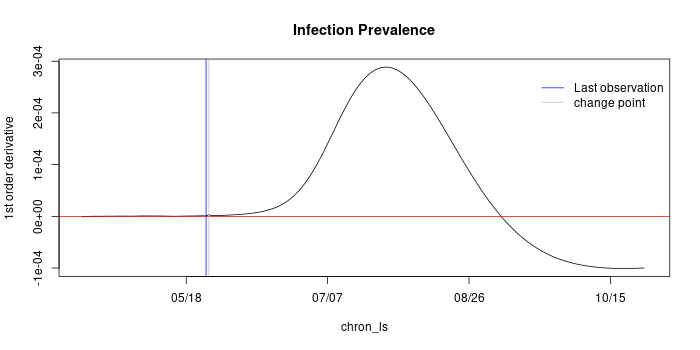 Infection Prevalence
1st order derivative
3e-04
2e-04
1e-04
0e+00
-1e-04
Last observation
change point
05/18
07/07
08/26
10/15
chron_ls